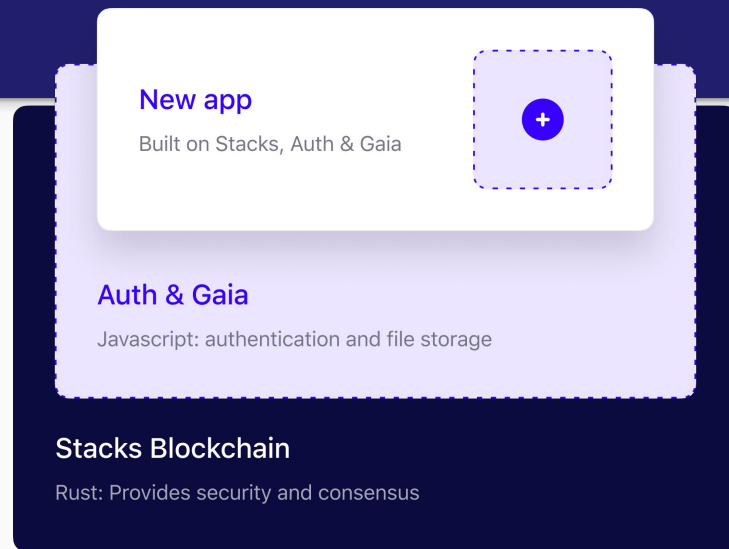 New app
Built on Stacks, Auth & Gaia
Auth & Gaia
Javascript: authentication and file storage
Stacks Blockchain
Rust: Provides security and consensus